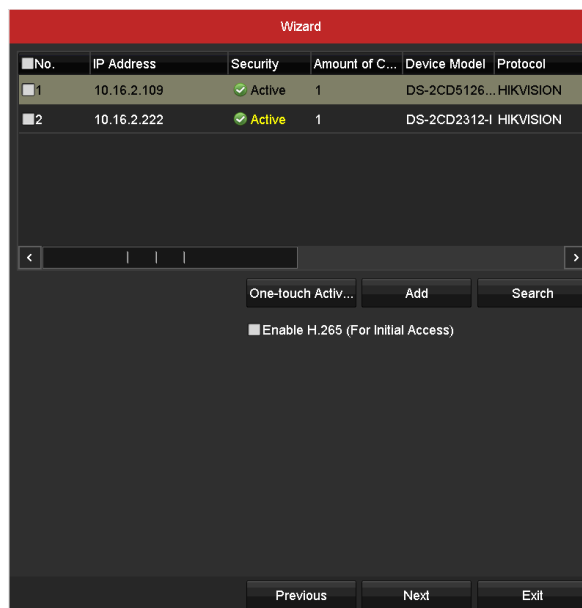 Wizard
No. IP Address Security Amount of C... Device Model Protocol
1 10.16.2.109 Active 1 DS-2CD5126... HIKVISION
2 10.16.2.222 Active 1 DS-2CD2312-I HIKVISION
One-touch Activ... Add Search
Enable H.265 (For Initial Access)
Previous Next Exit